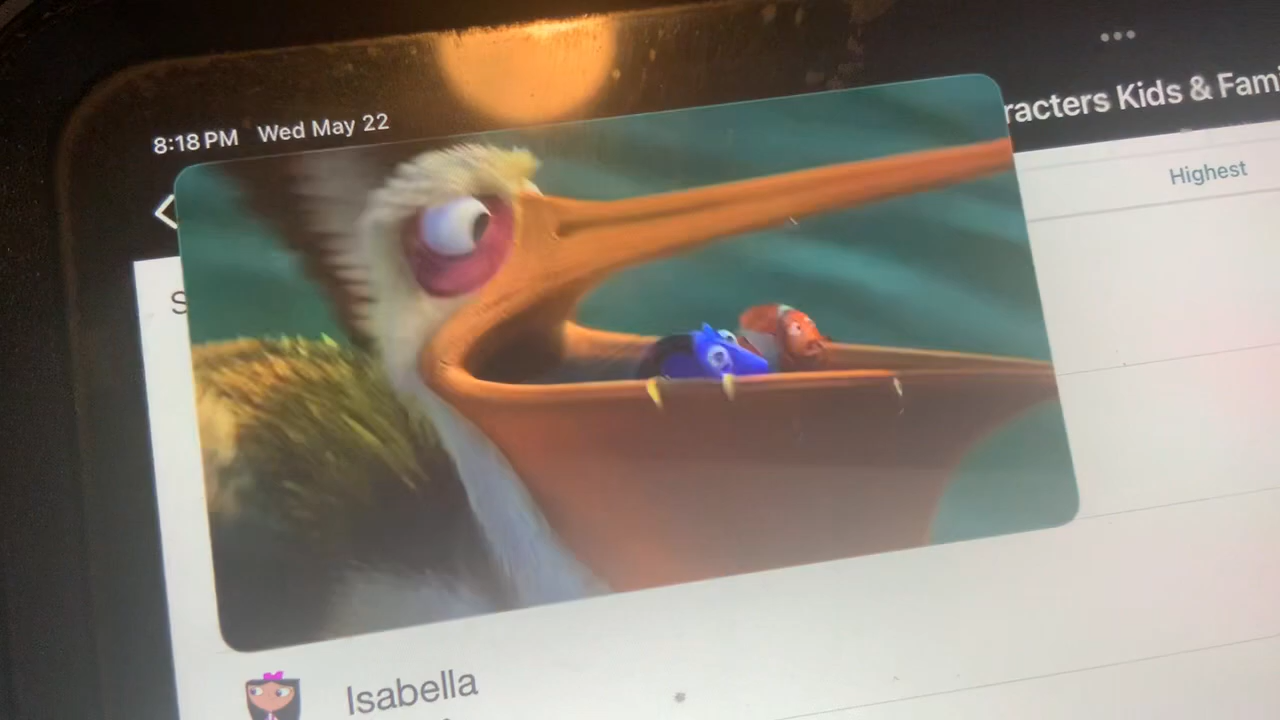 8:18 PM Wed May 22
racters Kids & Fami
Highest
S
Isabella